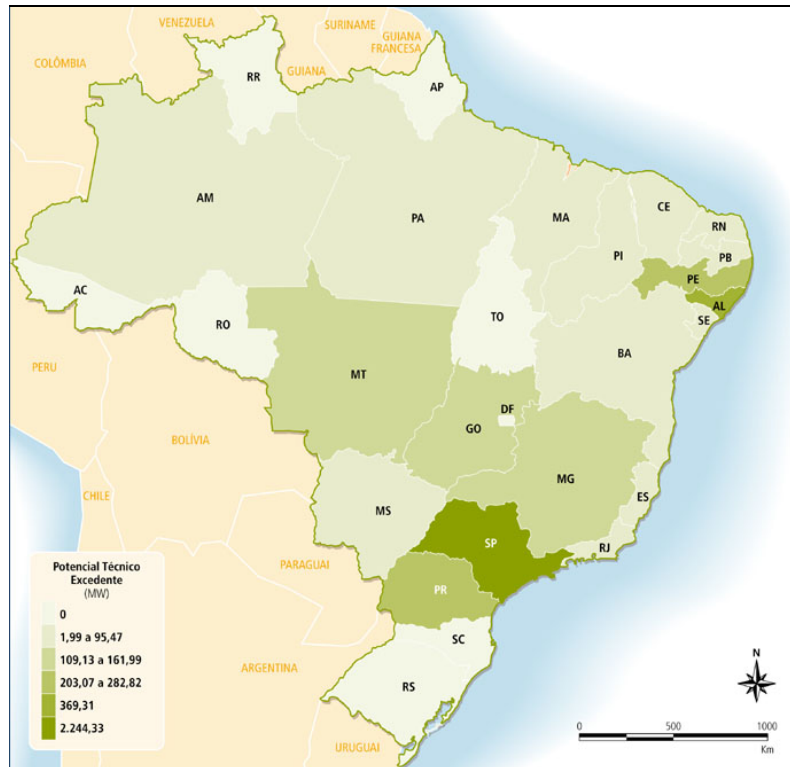 VENEZUELA
SURINAME
GUIANA
FRANCESA
COLÔMBIA
GUIANA
RR
AP
AM
PA
MA
CE
RN
PB
PI
PE
AL
SE
AC
RO
TO
BA
PERU
MT
DF
GO
BOLÍVIA
MG
ES
CHILE
MS
SP
RJ
PARAGUAI
PR
SC
ARGENTINA
RS
URUGUAI
Potencial Técnico
Excedente
(MW)
0
1,99 a 95,47
109,13 a 161,99
203,07 a 282,82
369,31
2.244,33
N
0 500 1000
Km